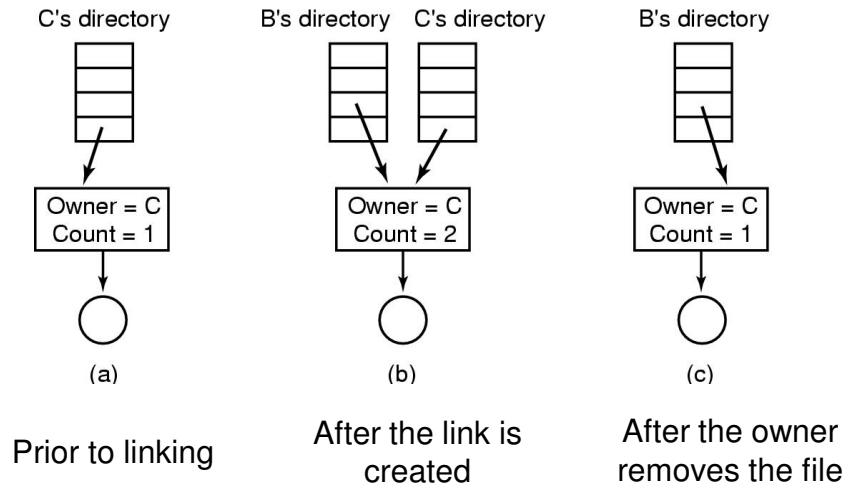 C's directory
B's directory
C's directory
B's directory
Owner = C
Count = 1
Owner = C
Count = 2
Owner = C
Count = 1
(a)
(b)
(c)
Prior to linking
After the link is
created
After the owner
removes the file